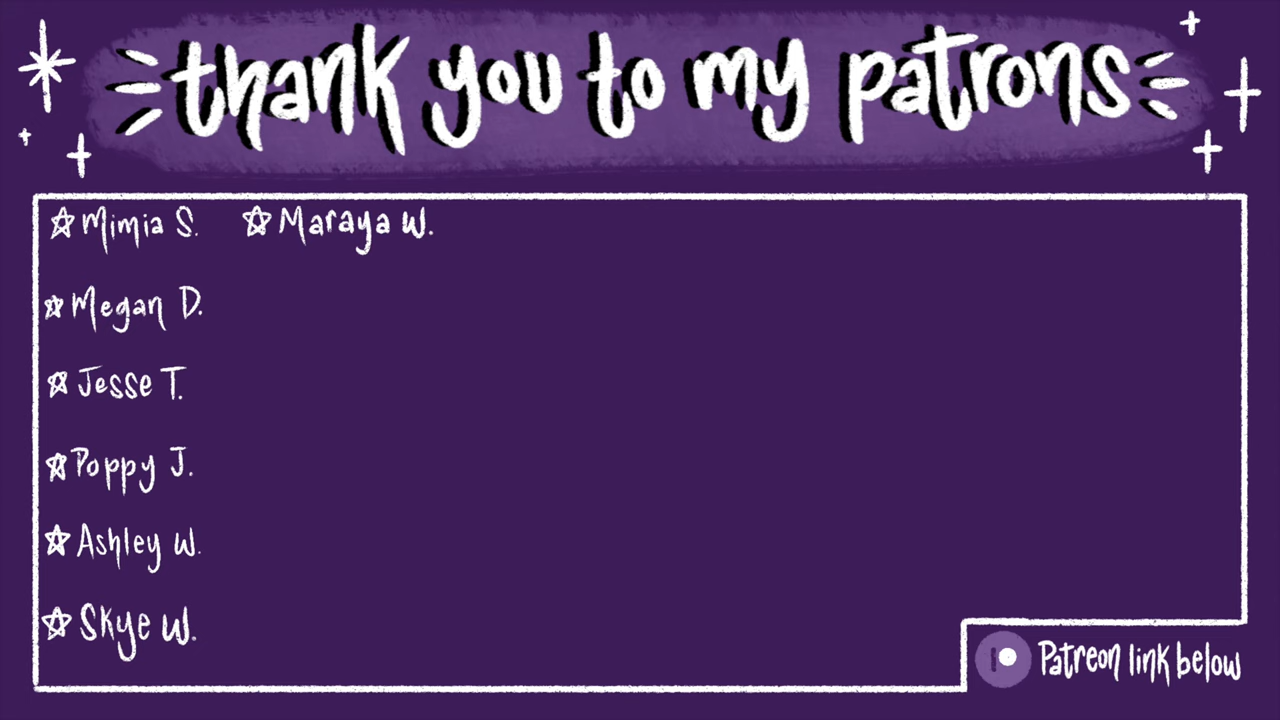 thank you to my patrons
Mimia S. Maraya W.
Megan D.
Jesse T.
Poppy J.
Ashley W.
Skye W.
Patreon link below